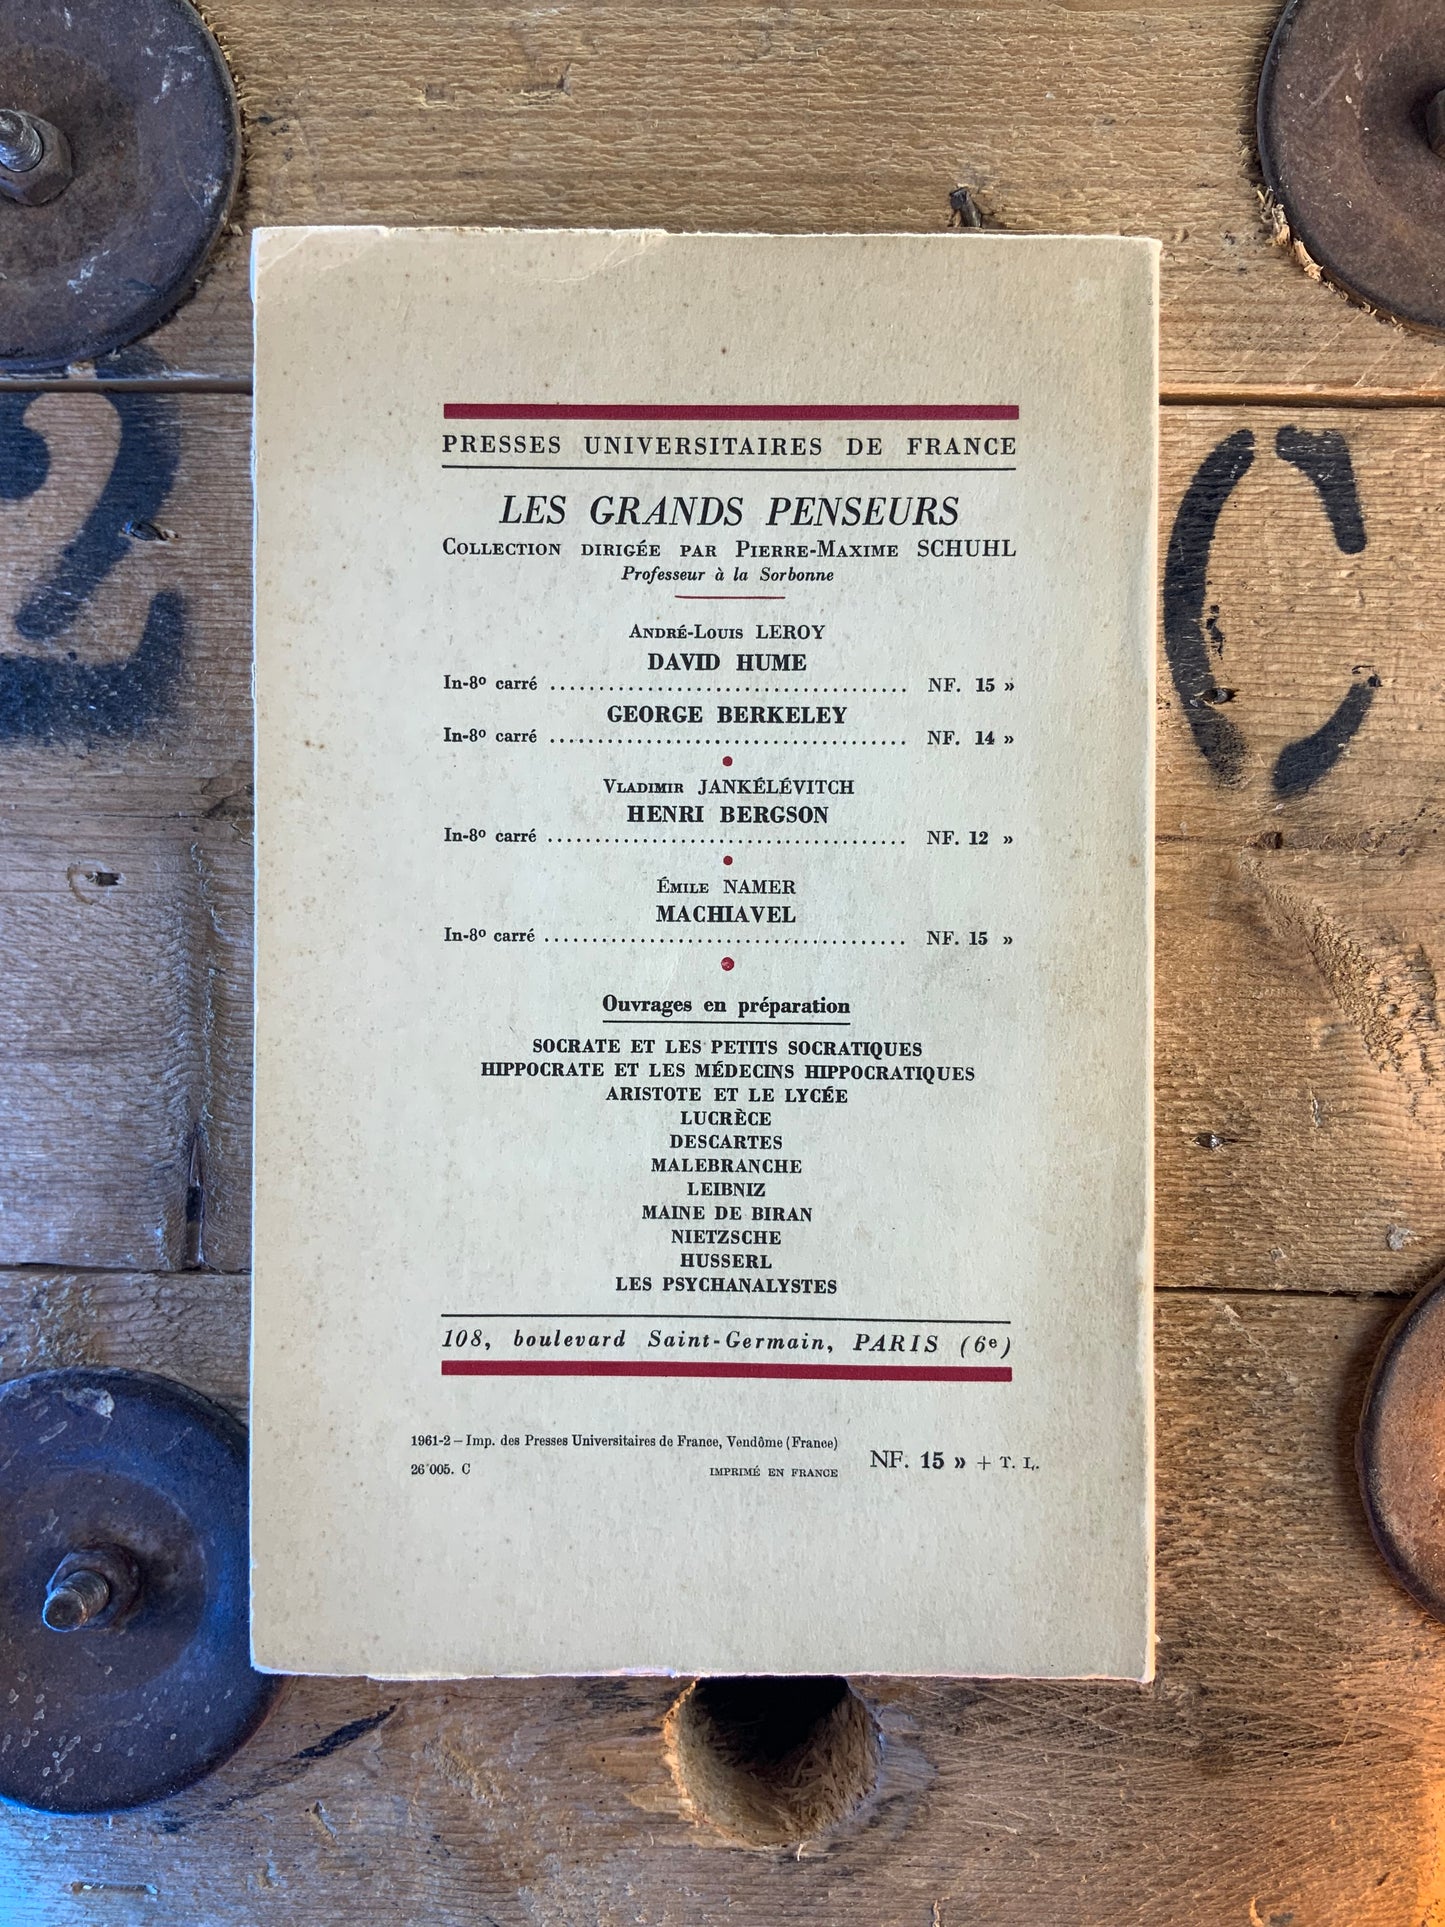 PRESSES UNIVERSITAIRES DE FRANCE
LES GRANDS PENSEURS
COLLECTION DIRIGÉE PAR PIERRE-MAXIME SCHUHL
Professeur à la Sorbonne
ANDRÉ-LOUIS LEROY
DAVID HUME
In-8º carré ..................................... NF. 15 »
GEORGE BERKELEY
In-8º carré ..................................... NF. 14 »
VLADIMIR JANKÉLÉVITCH
HENRI BERGSON
In-8º carré ..................................... NF. 12 »
ÉMILE NAMER
MACHIAVEL
In-8º carré ..................................... NF. 15 »
Ouvrages en préparation
SOCRATE ET LES PETITS SOCRATIQUES
HIPPOCRATE ET LES MÉDECINS HIPPOCRATIQUES
ARISTOTE ET LE LYCÉE
LUCRÈCE
DESCARTES
MALEBRANCHE
LEIBNIZ
MAINE DE BIRAN
NIETZSCHE
HUSSERL
LES PSYCHANALYSTES
108, boulevard Saint-Germain, PARIS (6e)
1961-2 – Imp. des Presses Universitaires de France, Vendôme (France)
26 005. C IMPRIMÉ EN FRANCE
NF. 15 » + T. L.
2
C